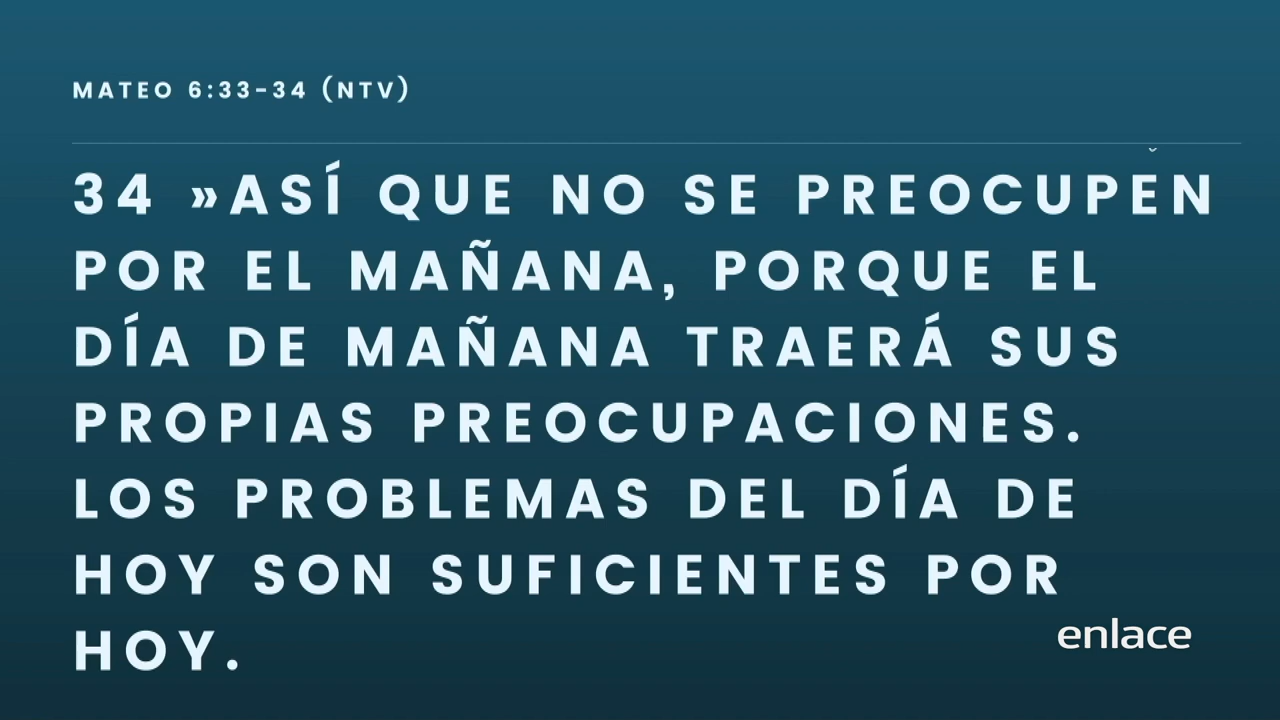 MATEO 6:33-34 (NTV)
34 »ASÍ QUE NO SE PREOCUPEN
POR EL MAÑANA, PORQUE EL
DÍA DE MAÑANA TRAERÁ SUS
PROPIAS PREOCUPACIONES.
LOS PROBLEMAS DEL DÍA DE
HOY SON SUFICIENTES POR
HOY.
enlace